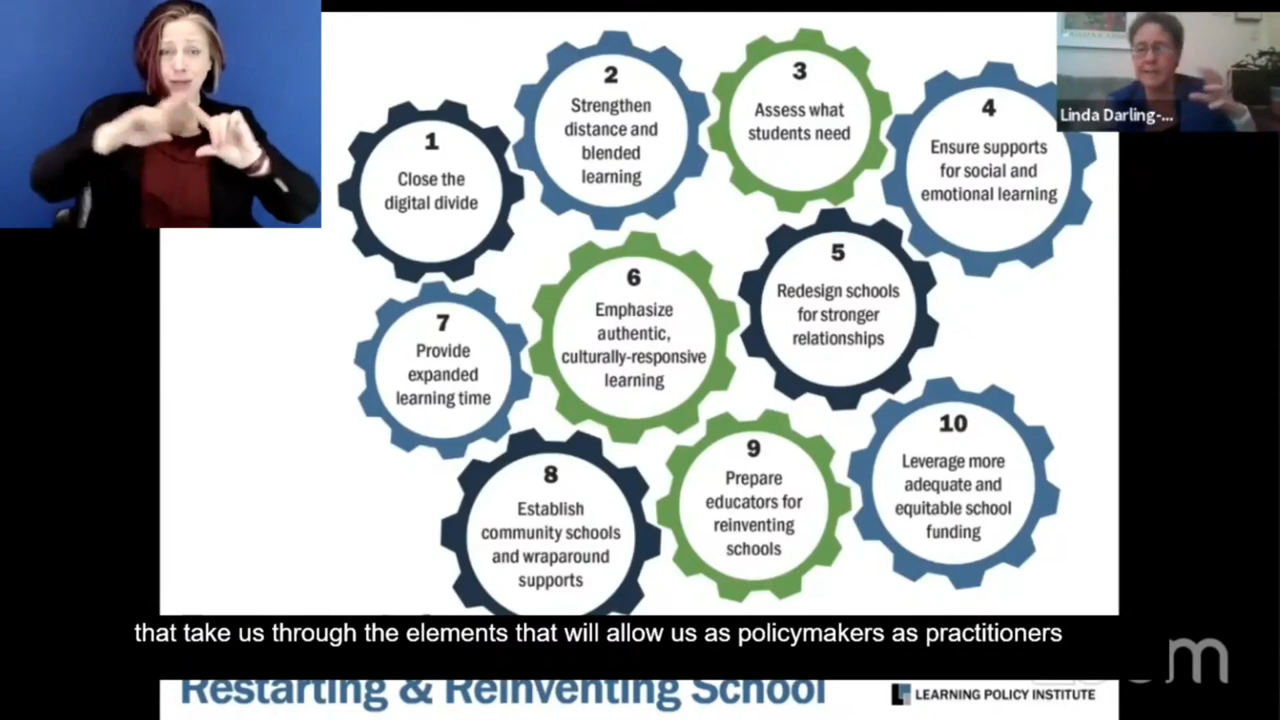 1
Close the
digital divide
2
Strengthen
distance and
blended
learning
3
Assess what
students need
4
Ensure supports
for social and
emotional learning
Linda Darling-...
5
Redesign schools
for stronger
relationships
6
Emphasize
authentic,
culturally-responsive
learning
7
Provide
expanded
learning time
8
Establish
community schools
and wraparound
supports
9
Prepare
educators for
reinventing
schools
10
Leverage more
adequate and
equitable school
funding
that take us through the elements that will allow us as policymakers as practitioners
Restarting & Reinventing School
LEARNING POLICY INSTITUTE